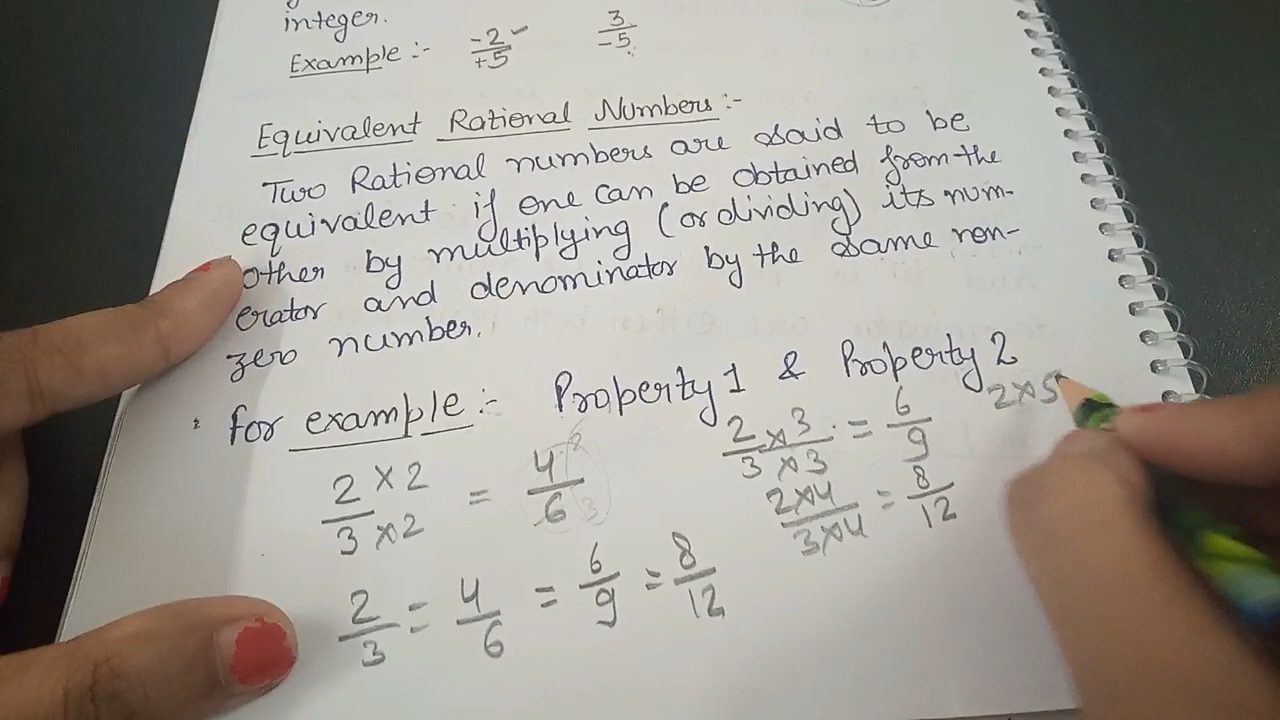 integer.
Example :- -2/+5 3/-5
Equivalent Rational Numbers :-
Two Rational numbers are said to be
equivalent if one can be obtained from the
other by multiplying (or dividing) its num-
erator and denominator by the same non-
zero number.
for example :- Property 1 & Property 2
2×2/3×2 = 4/6
2×3/3×3 = 6/9
2×4/3×4 = 8/12
2×5
2/3 = 4/6 = 6/9 = 8/12